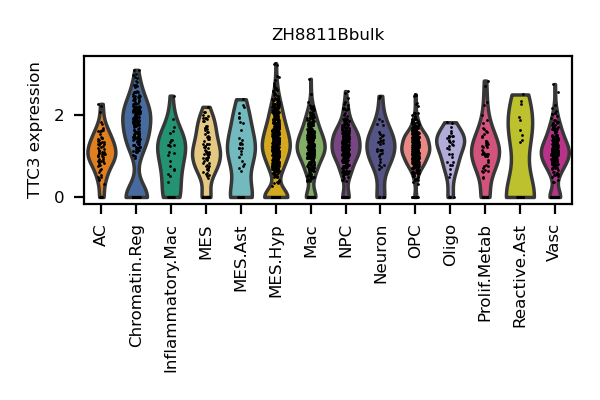 ZH8811Bbulk
TTC3 expression
2
0
AC
Chromatin.Reg
Inflammatory.Mac
MES
MES.Ast
MES.Hyp
Mac
NPC
Neuron
OPC
Oligo
Prolif.Metab
Reactive.Ast
Vasc